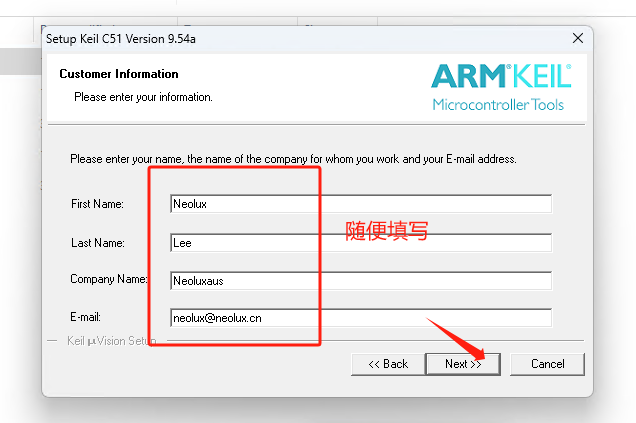 Setup Keil C51 Version 9.54a
Customer Information
Please enter your information.
ARM®KEIL®
Microcontroller Tools
Please enter your name, the name of the company for whom you work and your E-mail address.
First Name:
Neolux
Last Name:
Lee
随便填写
Company Name:
Neoluxaus
E-mail:
neolux@neolux.cn
Keil µVision Setup
<< Back
Next >>
Cancel